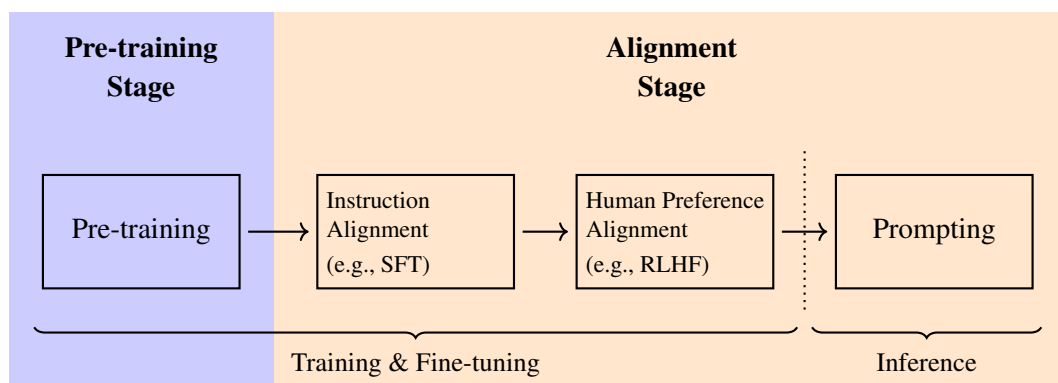 Pre-training
Stage
Alignment
Stage
Pre-training
Instruction
Alignment
(e.g., SFT)
Human Preference
Alignment
(e.g., RLHF)
Prompting
Training & Fine-tuning
Inference